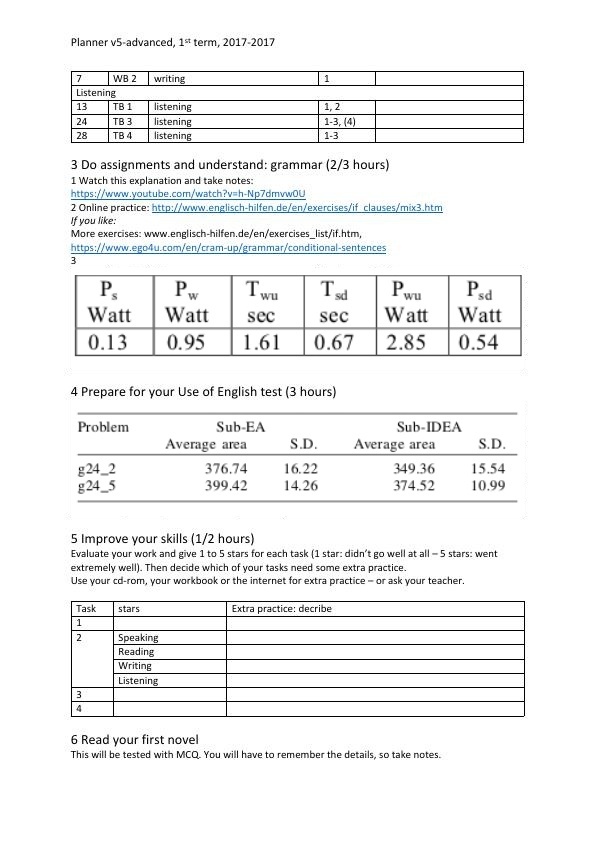 Planner v5-advanced, 1st term, 2017-2017
7 WB 2 writing 1
Listening
13 TB 1 listening 1, 2
24 TB 3 listening 1-3, (4)
28 TB 4 listening 1-3
3 Do assignments and understand: grammar (2/3 hours)
1 Watch this explanation and take notes:
https://www.youtube.com/watch?v=h-Np7dmvw0U
2 Online practice: http://www.englisch-hilfen.de/en/exercises/if_clauses/mix3.htm
If you like:
More exercises: www.englisch-hilfen.de/en/exercises_list/if.htm,
https://www.ego4u.com/en/cram-up/grammar/conditional-sentences
3
Ps Pw Twu Tsd Pwu Psd
Watt Watt sec sec Watt Watt
0.13 0.95 1.61 0.67 2.85 0.54
4 Prepare for your Use of English test (3 hours)
Problem Sub-EA Sub-IDEA
Average area S.D. Average area S.D.
g24_2 376.74 16.22 349.36 15.54
g24_5 399.42 14.26 374.52 10.99
5 Improve your skills (1/2 hours)
Evaluate your work and give 1 to 5 stars for each task (1 star: didn’t go well at all – 5 stars: went
extremely well). Then decide which of your tasks need some extra practice.
Use your cd-rom, your workbook or the internet for extra practice – or ask your teacher.
Task stars Extra practice: decribe
1
2 Speaking
Reading
Writing
Listening
3
4
6 Read your first novel
This will be tested with MCQ. You will have to remember the details, so take notes.